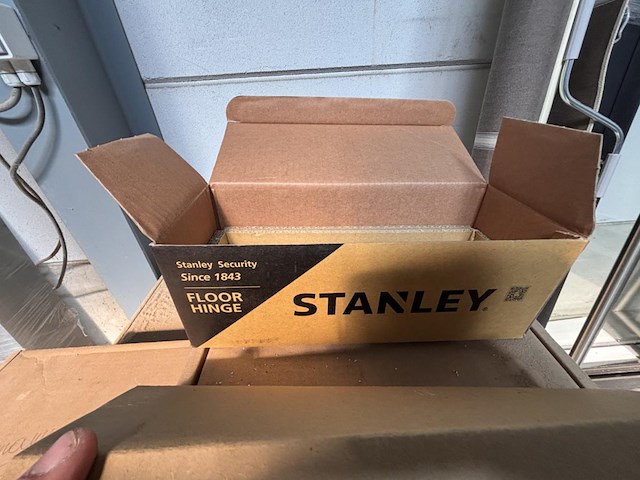 Stanley Security
Since 1843
FLOOR
HINGE
STANLEY®